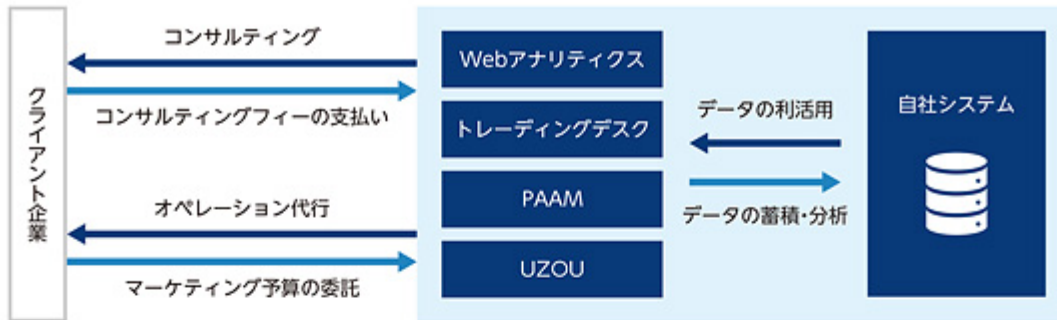 クライアント企業
コンサルティング
コンサルティングフィーの支払い
オペレーション代行
マーケティング予算の委託
Webアナリティクス
トレーディングデスク
PAAM
UZOU
データの利活用
データの蓄積・分析
自社システム